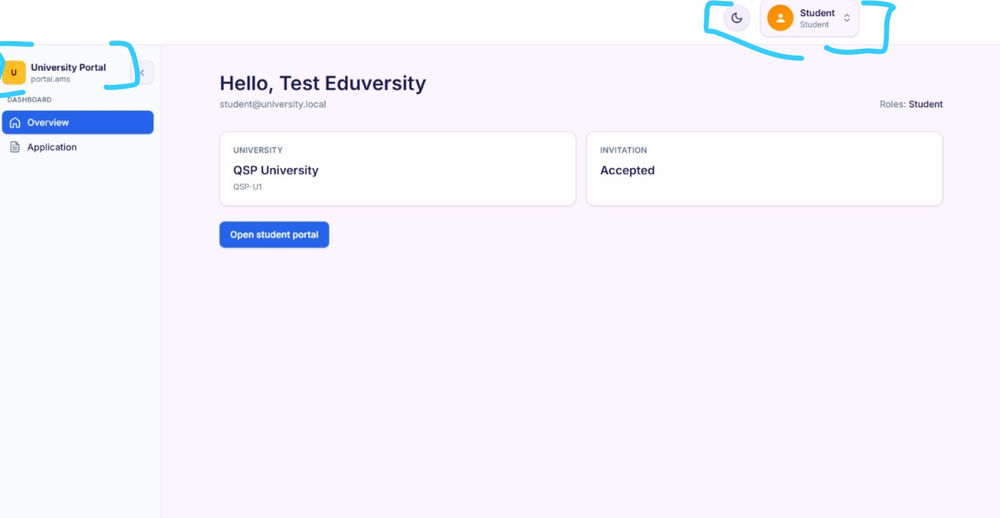 Student
Student
U
University Portal
portal.ams
DASHBOARD
Overview
Application
Hello, Test Eduversity
student@university.local
Roles: Student
UNIVERSITY
QSP University
QSP-U1
INVITATION
Accepted
Open student portal